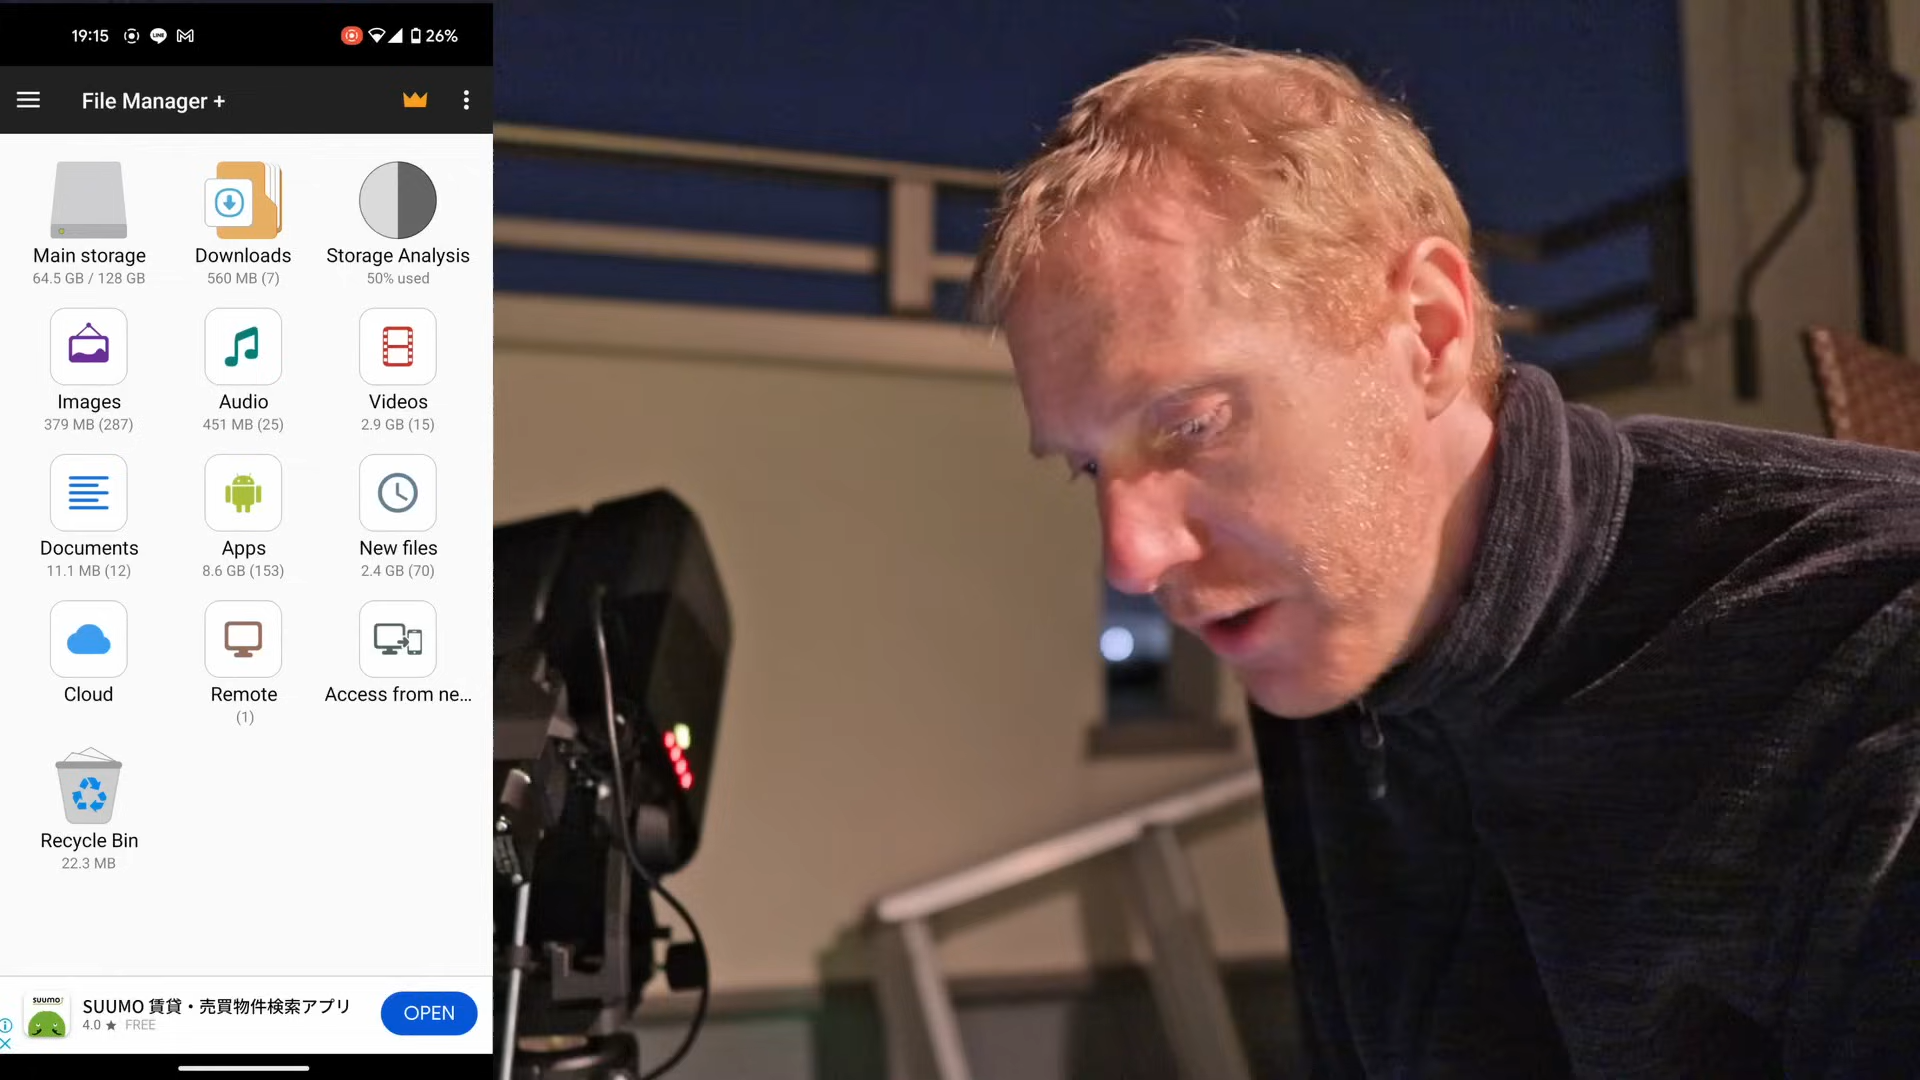 19:15 LINE 26%
File Manager +
Main storage Downloads Storage Analysis
64.5 GB / 128 GB 560 MB (7) 50% used
Images Audio Videos
379 MB (287) 451 MB (25) 2.9 GB (15)
Documents Apps New files
11.1 MB (12) 8.6 GB (153) 2.4 GB (70)
Cloud Remote Access from ne...
(1)
Recycle Bin
22.3 MB
suumo SUUMO 賃貸・売買物件検索アプリ OPEN
4.0 ★ FREE